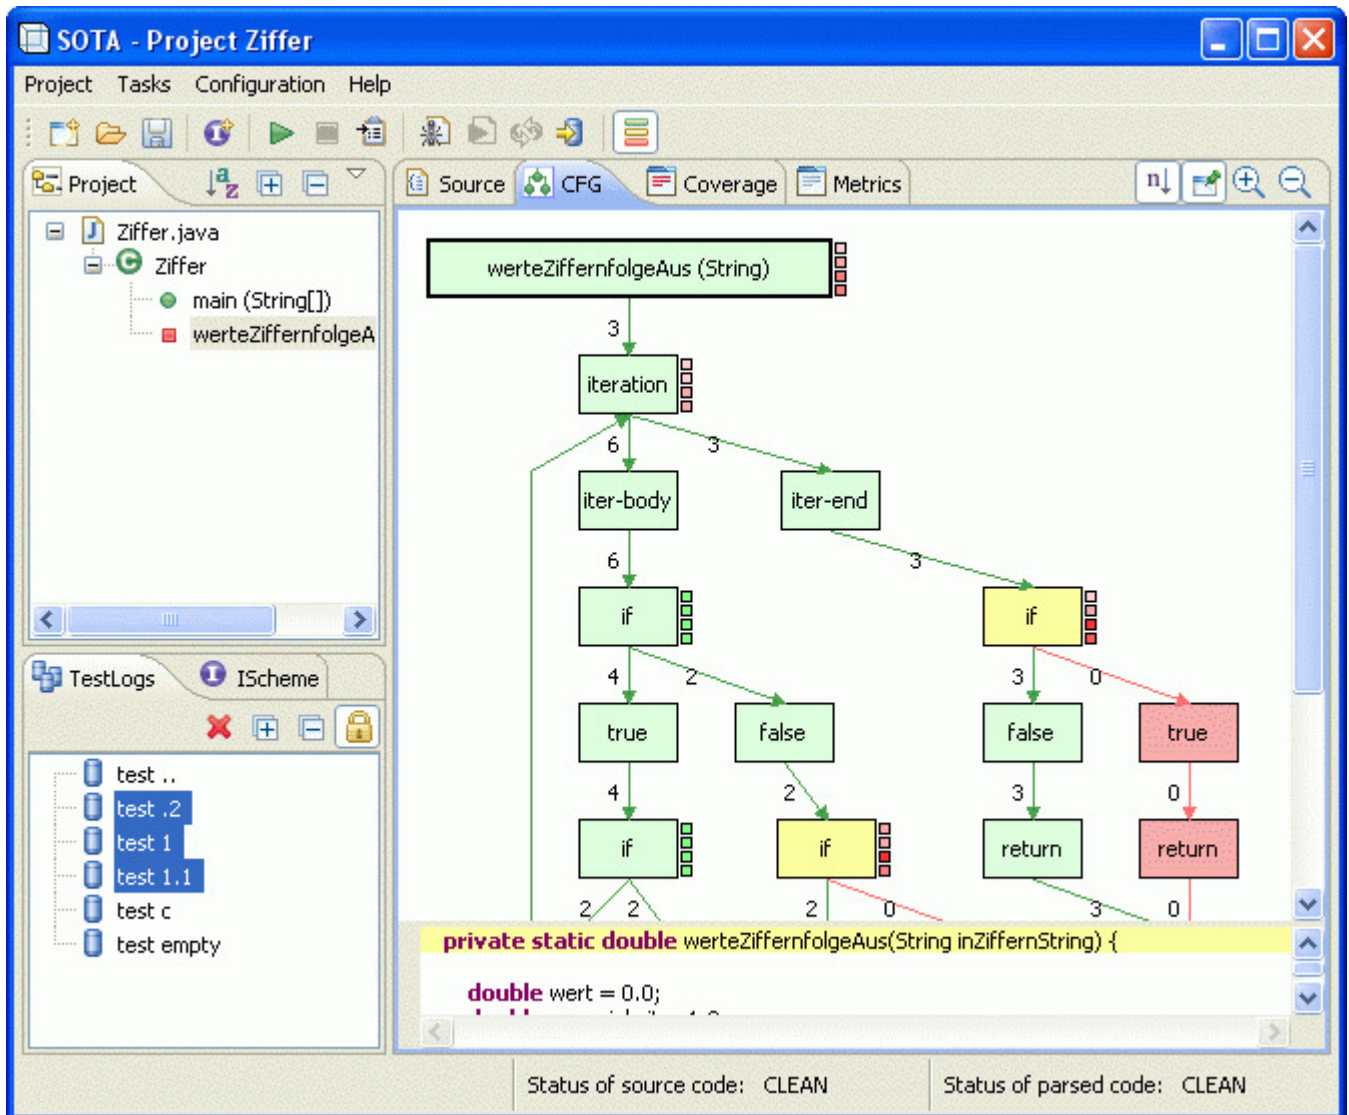 SOTA - Project Ziffer
Project Tasks Configuration Help
Project
Ziffer.java
Ziffer
main (String[])
werteZiffernfolgeA
TestLogs IScheme
test ..
test .2
test 1
test 1.1
test c
test empty
Source CFG Coverage Metrics
werteZiffernfolgeAus (String)
3
iteration
6 3
iter-body iter-end
6 3
if if
4 2 3 0
true false false true
4 2 3 0
if if return return
2 2 2 0 3 0
private static double werteZiffernfolgeAus(String inZiffernString) {
double wert = 0.0;
Status of source code: CLEAN Status of parsed code: CLEAN